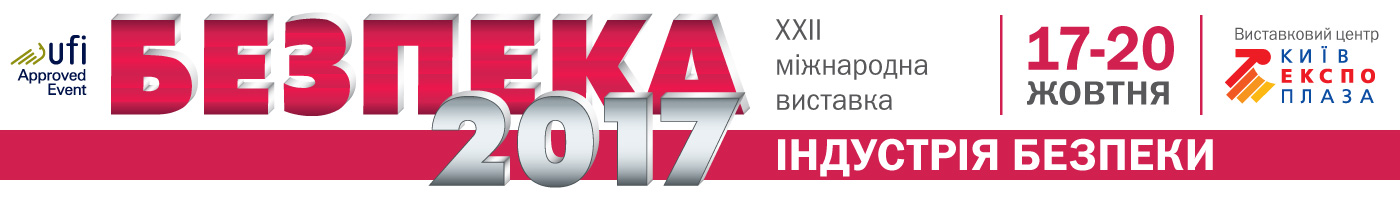 ufi
Approved
Event
БЕЗПЕКА
2017
XXII
міжнародна
виставка
17-20
ЖОВТНЯ
Виставковий центр
КИЇВ
ЕКСПО
ПЛАЗА
ІНДУСТРІЯ БЕЗПЕКИ